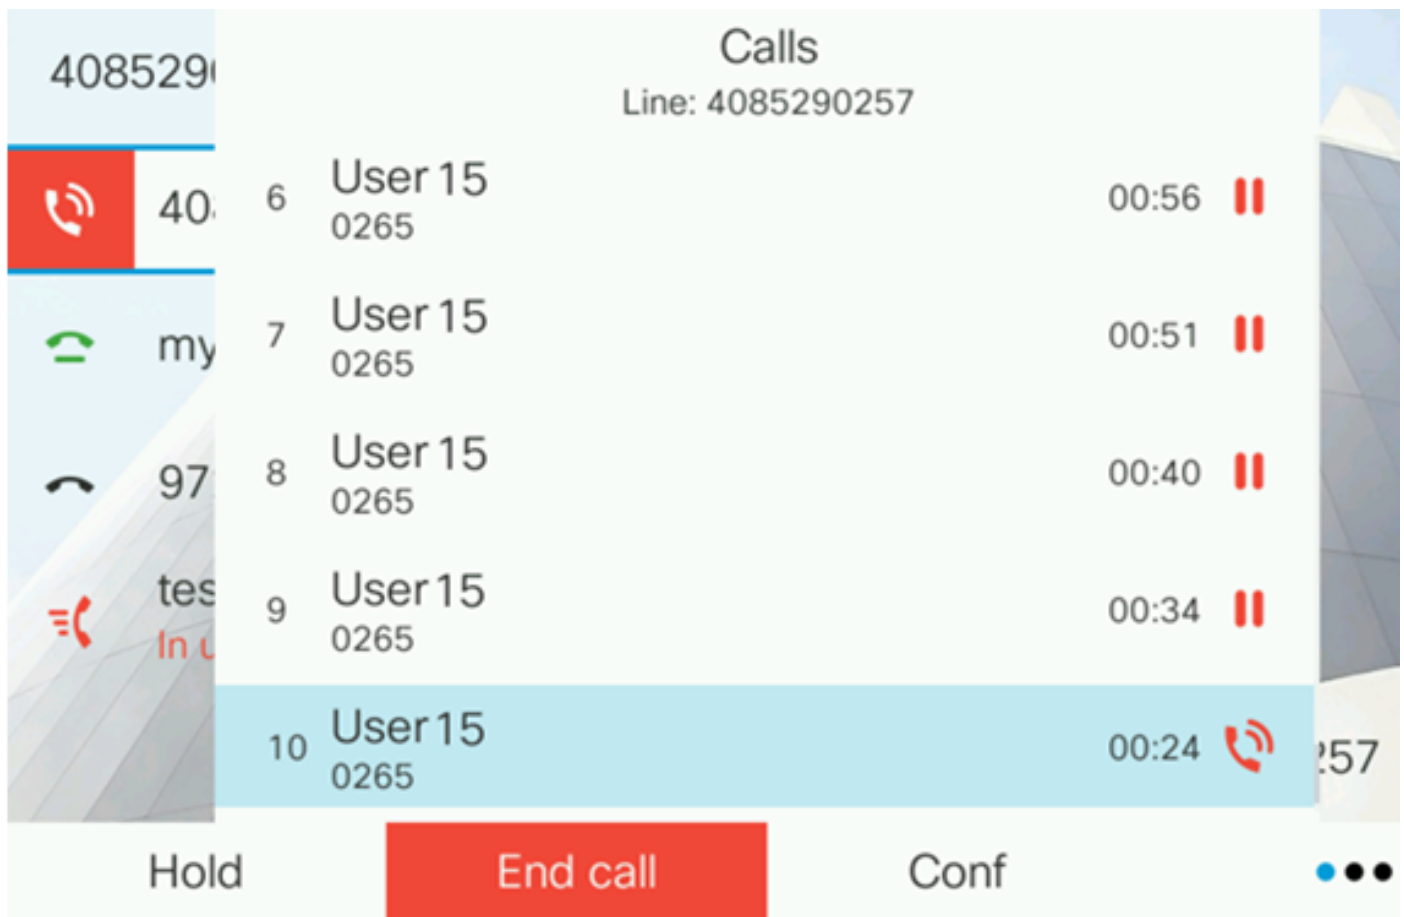 Calls
Line: 4085290257
408529
40
my
97
tes
In u
6 User 15 00:56
0265
7 User 15 00:51
0265
8 User 15 00:40
0265
9 User 15 00:34
0265
10 User 15 00:24
0265
257
Hold End call Conf